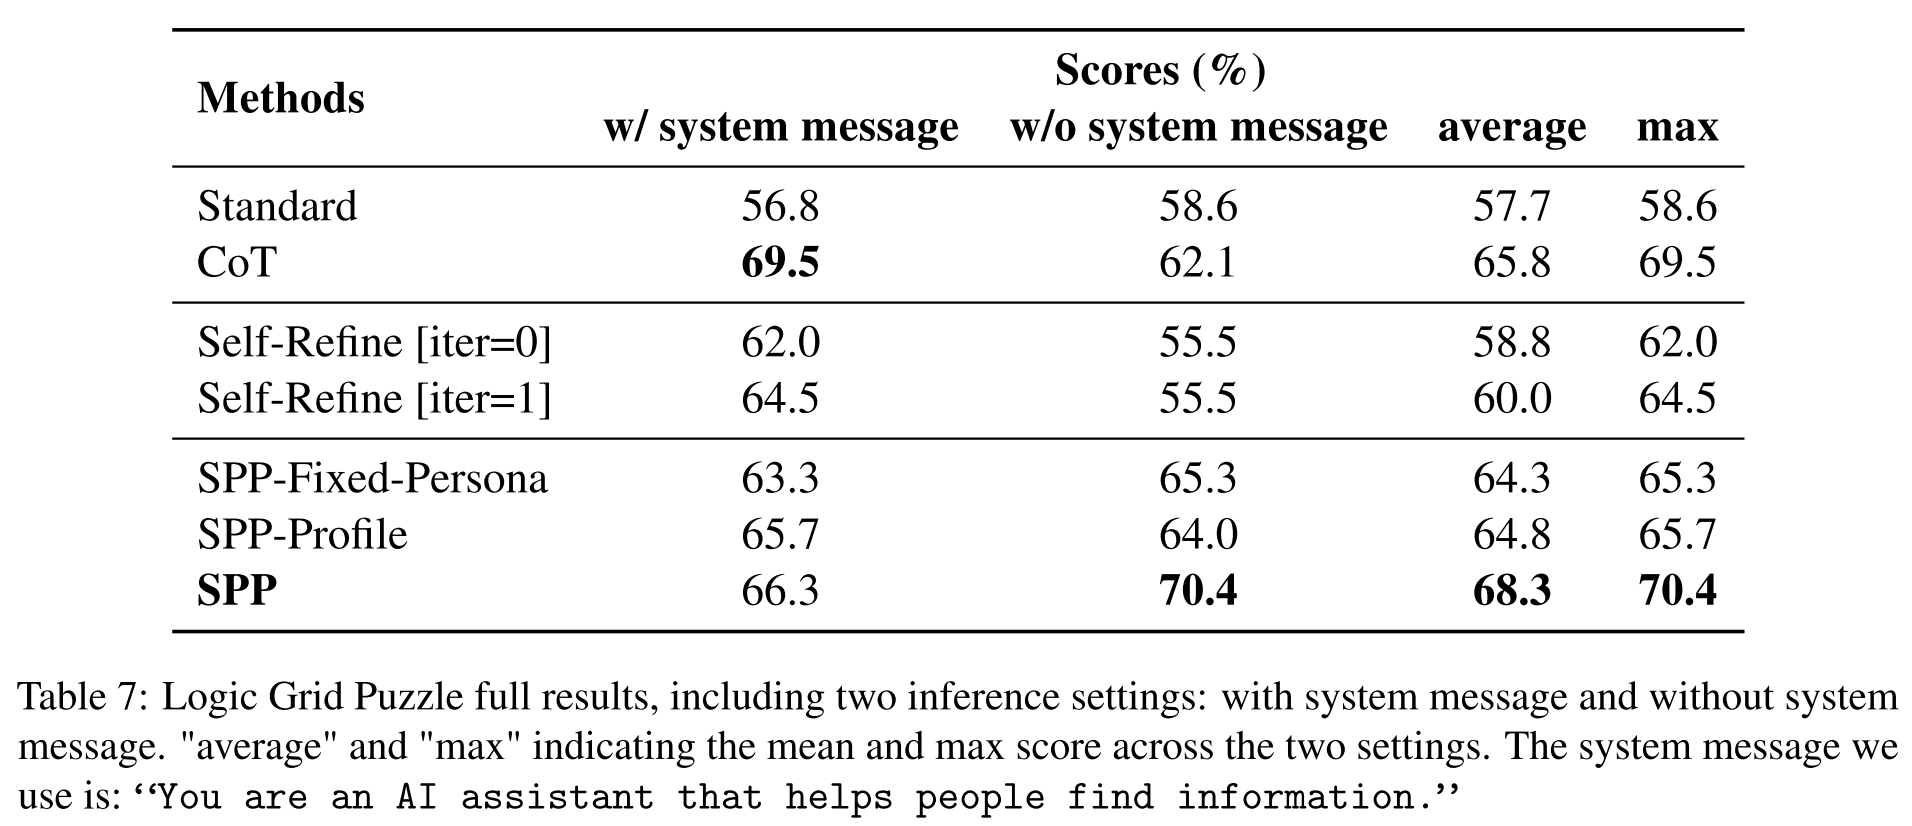 Methods Scores (%)
w/ system message w/o system message average max
Standard 56.8 58.6 57.7 58.6
CoT 69.5 62.1 65.8 69.5
Self-Refine [iter=0] 62.0 55.5 58.8 62.0
Self-Refine [iter=1] 64.5 55.5 60.0 64.5
SPP-Fixed-Persona 63.3 65.3 64.3 65.3
SPP-Profile 65.7 64.0 64.8 65.7
SPP 66.3 70.4 68.3 70.4
Table 7: Logic Grid Puzzle full results, including two inference settings: with system message and without system
message. "average" and "max" indicating the mean and max score across the two settings. The system message we
use is: “You are an AI assistant that helps people find information.”